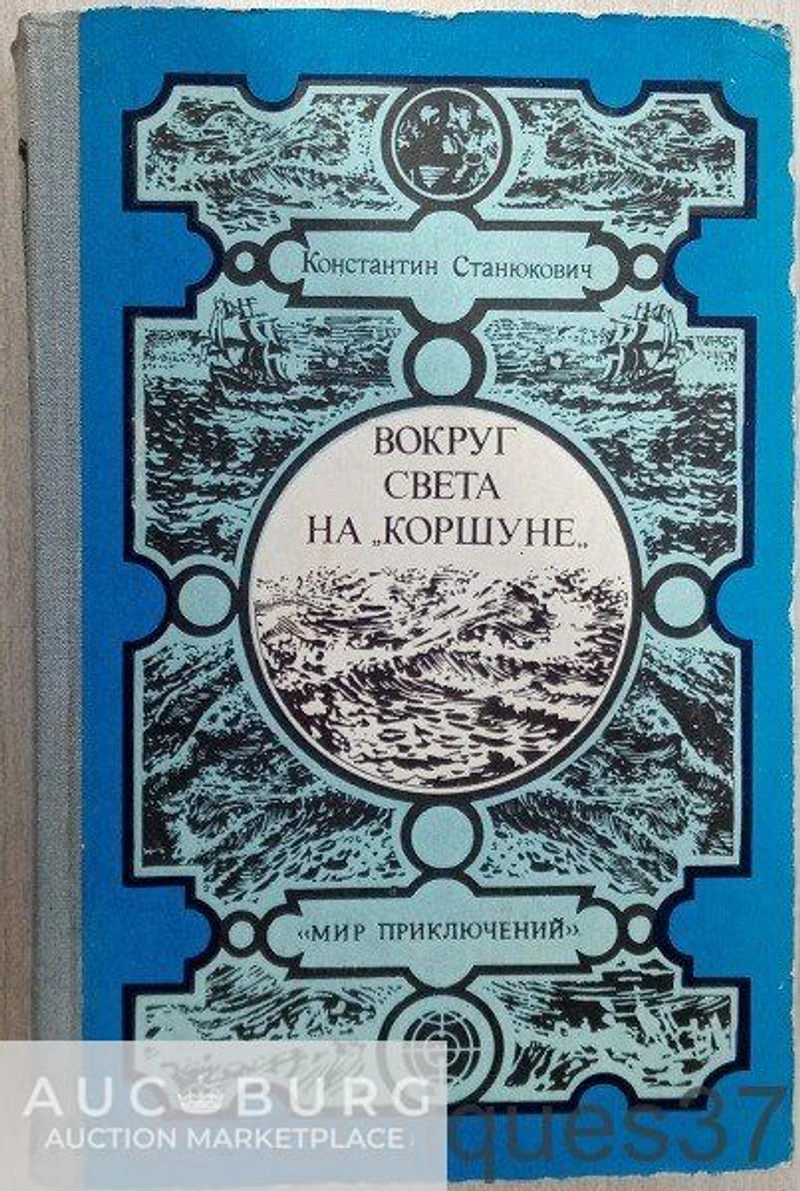 Константин Станюкович
ВОКРУГ
СВЕТА
НА „КОРШУНЕ„
«МИР ПРИКЛЮЧЕНИЙ»
AUC BURG
AUCTION MARKETPLACE
ques37